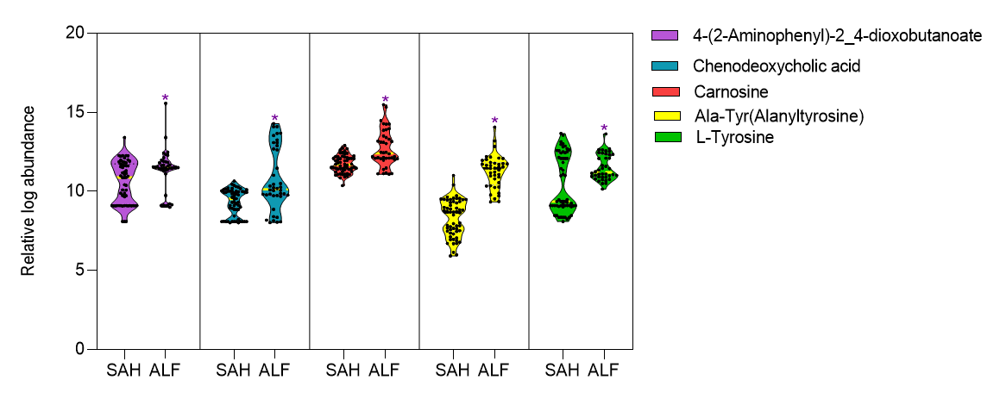 20
15
10
5
0
Relative log abundance
* * * * *
SAH ALF SAH ALF SAH ALF SAH ALF SAH ALF
4-(2-Aminophenyl)-2_4-dioxobutanoate
Chenodeoxycholic acid
Carnosine
Ala-Tyr(Alanyltyrosine)
L-Tyrosine